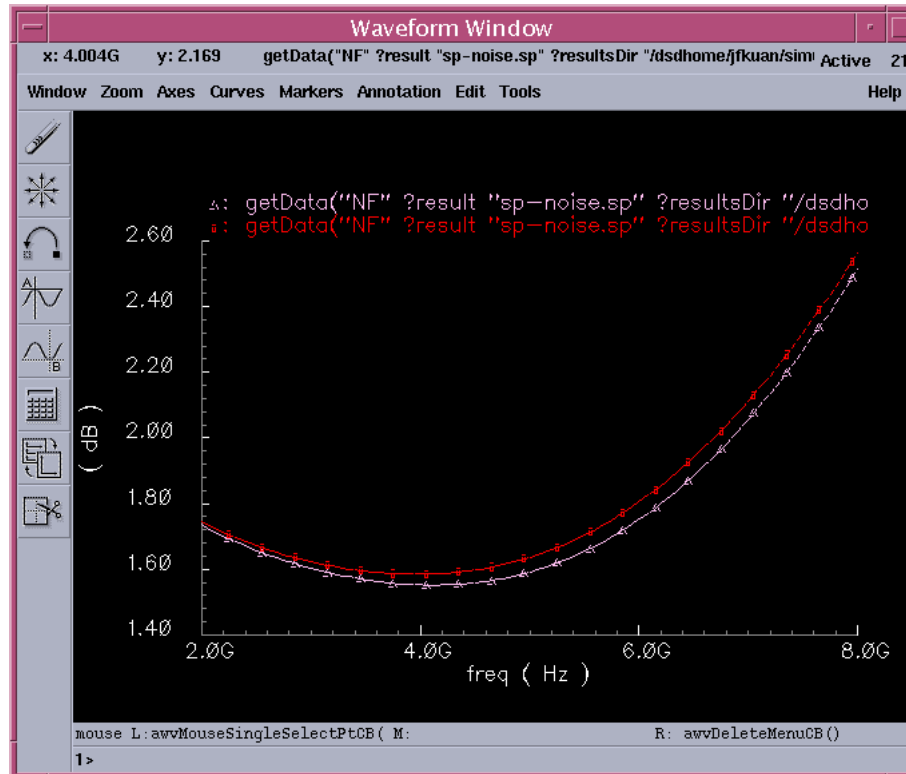 Waveform Window
x: 4.004G y: 2.169 getData("NF" ?result "sp-noise.sp" ?resultsDir "/dsdhome/jfkuan/simu Active 21
Window Zoom Axes Curves Markers Annotation Edit Tools Help
A
B
▵: getData("NF" ?result "sp-noise.sp" ?resultsDir "/dsdho
▫: getData("NF" ?result "sp-noise.sp" ?resultsDir "/dsdho
2.60
2.40
2.20
2.00
( dB )
1.80
1.60
1.40
2.0G 4.0G 6.0G 8.0G
freq ( Hz )
mouse L:awvMouseSingleSelectPtCB( M: R: awvDeleteMenuCB()
1>